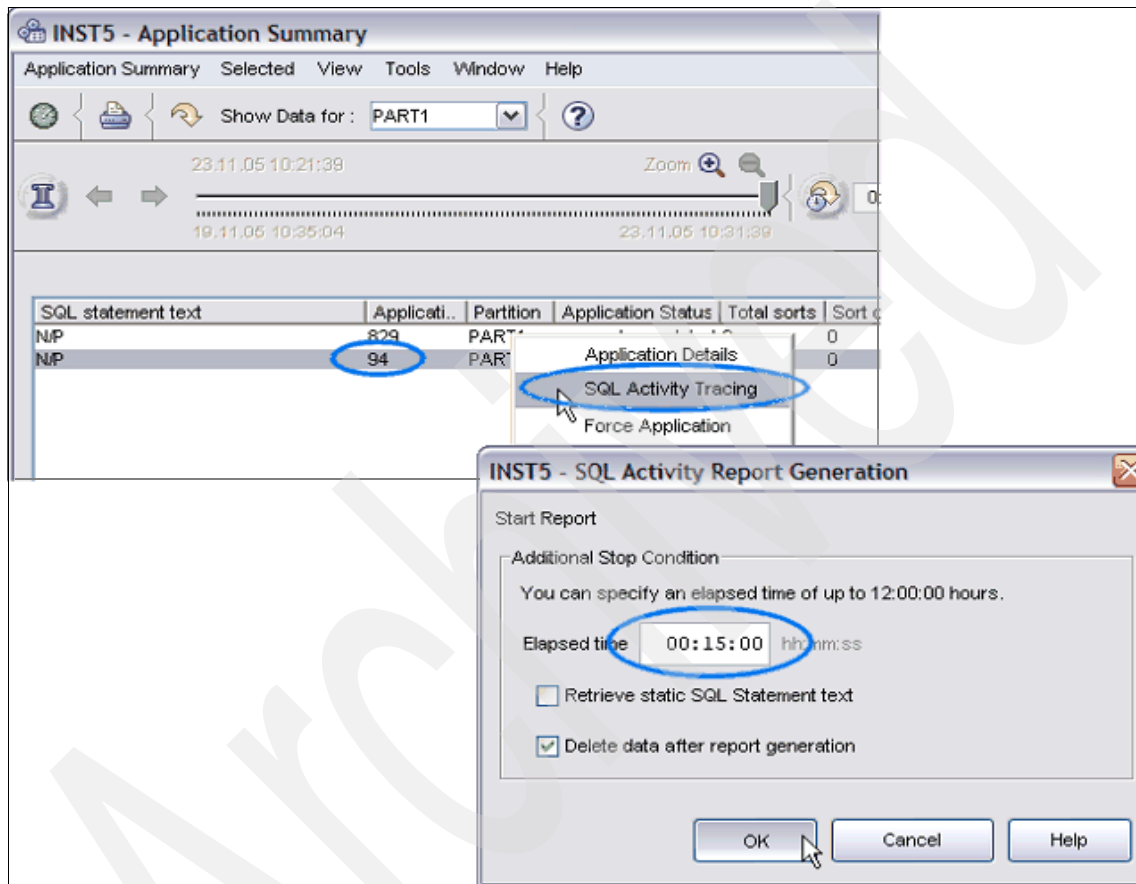 INST5 - Application Summary
Application Summary Selected View Tools Window Help
Show Data for : PART1
23.11.05 10:21:39 Zoom
0:
19.11.05 10:35:04 23.11.05 10:31:39
SQL statement text Applicati.. Partition Application Status Total sorts Sort
N/P 829 PART1 0
N/P 94 PART 0
Application Details
SQL Activity Tracing
Force Application
INST5 - SQL Activity Report Generation
Start Report
Additional Stop Condition
You can specify an elapsed time of up to 12:00:00 hours.
Elapsed time 00:15:00 hh:mm:ss
Retrieve static SQL Statement text
Delete data after report generation
OK Cancel Help
Archived